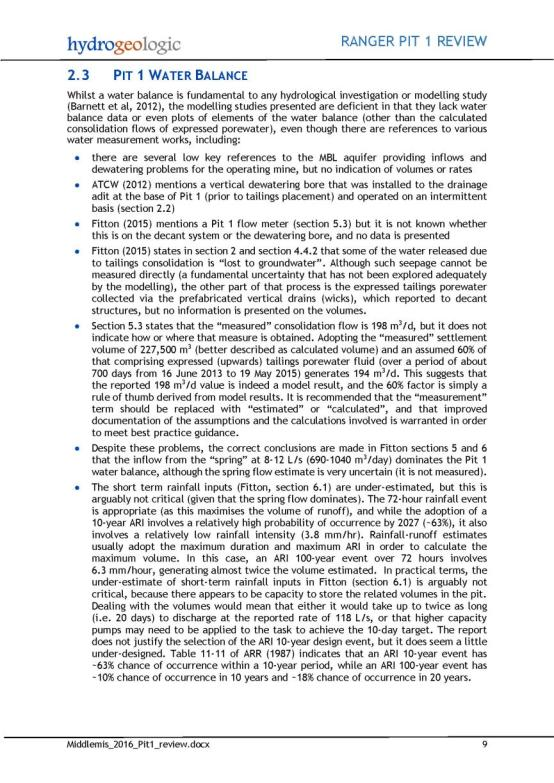 hydrogeologic
RANGER PIT 1 REVIEW
2.3 PIT 1 WATER BALANCE
Whilst a water balance is fundamental to any hydrological investigation or modelling study
(Barnett et al, 2012), the modelling studies presented are deficient in that they lack water
balance data or even plots of elements of the water balance (other than the calculated
consolidation flows of expressed porewater), even though there are references to various
water measurement works, including:
• there are several low key references to the MBL aquifer providing inflows and
dewatering problems for the operating mine, but no indication of volumes or rates
• ATCW (2012) mentions a vertical dewatering bore that was installed to the drainage
adit at the base of Pit 1 (prior to tailings placement) and operated on an intermittent
basis (section 2.2)
• Fitton (2015) mentions a Pit 1 flow meter (section 5.3) but it is not known whether
this is on the decant system or the dewatering bore, and no data is presented
• Fitton (2015) states in section 2 and section 4.4.2 that some of the water released due
to tailings consolidation is "lost to groundwater". Although such seepage cannot be
measured directly (a fundamental uncertainty that has not been explored adequately
by the modelling), the other part of that process is the expressed tailings porewater
collected via the prefabricated vertical drains (wicks), which reported to decant
structures, but no information is presented on the volumes.
• Section 5.3 states that the "measured" consolidation flow is 198 m³/d, but it does not
indicate how or where that measure is obtained. Adopting the "measured" settlement
volume of 227,500 m³ (better described as calculated volume) and an assumed 60% of
that comprising expressed (upwards) tailings porewater fluid (over a period of about
700 days from 16 June 2013 to 19 May 2015) generates 194 m³/d. This suggests that
the reported 198 m³/d value is indeed a model result, and the 60% factor is simply a
rule of thumb derived from model results. It is recommended that the "measurement"
term should be replaced with "estimated" or "calculated", and that improved
documentation of the assumptions and the calculations involved is warranted in order
to meet best practice guidance.
• Despite these problems, the correct conclusions are made in Fitton sections 5 and 6
that the inflow from the "spring" at 8-12 L/s (690-1040 m³/day) dominates the Pit 1
water balance, although the spring flow estimate is very uncertain (it is not measured).
• The short term rainfall inputs (Fitton, section 6.1) are under-estimated, but this is
arguably not critical (given that the spring flow dominates). The 72-hour rainfall event
is appropriate (as this maximises the volume of runoff), and while the adoption of a
10-year ARI involves a relatively high probability of occurrence by 2027 (~63%), it also
involves a relatively low rainfall intensity (3.8 mm/hr). Rainfall-runoff estimates
usually adopt the maximum duration and maximum ARI in order to calculate the
maximum volume. In this case, an ARI 100-year event over 72 hours involves
6.3 mm/hour, generating almost twice the volume estimated. In practical terms, the
under-estimate of short-term rainfall inputs in Fitton (section 6.1) is arguably not
critical, because there appears to be capacity to store the related volumes in the pit.
Dealing with the volumes would mean that either it would take up to twice as long
(i.e. 20 days) to discharge at the reported rate of 118 L/s, or that higher capacity
pumps may need to be applied to the task to achieve the 10-day target. The report
does not justify the selection of the ARI 10-year design event, but it does seem a little
under-designed. Table 11-11 of ARR (1987) indicates that an ARI 10-year event has
~63% chance of occurrence within a 10-year period, while an ARI 100-year event has
~10% chance of occurrence in 10 years and ~18% chance of occurrence in 20 years.
Middlemis_2016_Pit1_review.docx
9